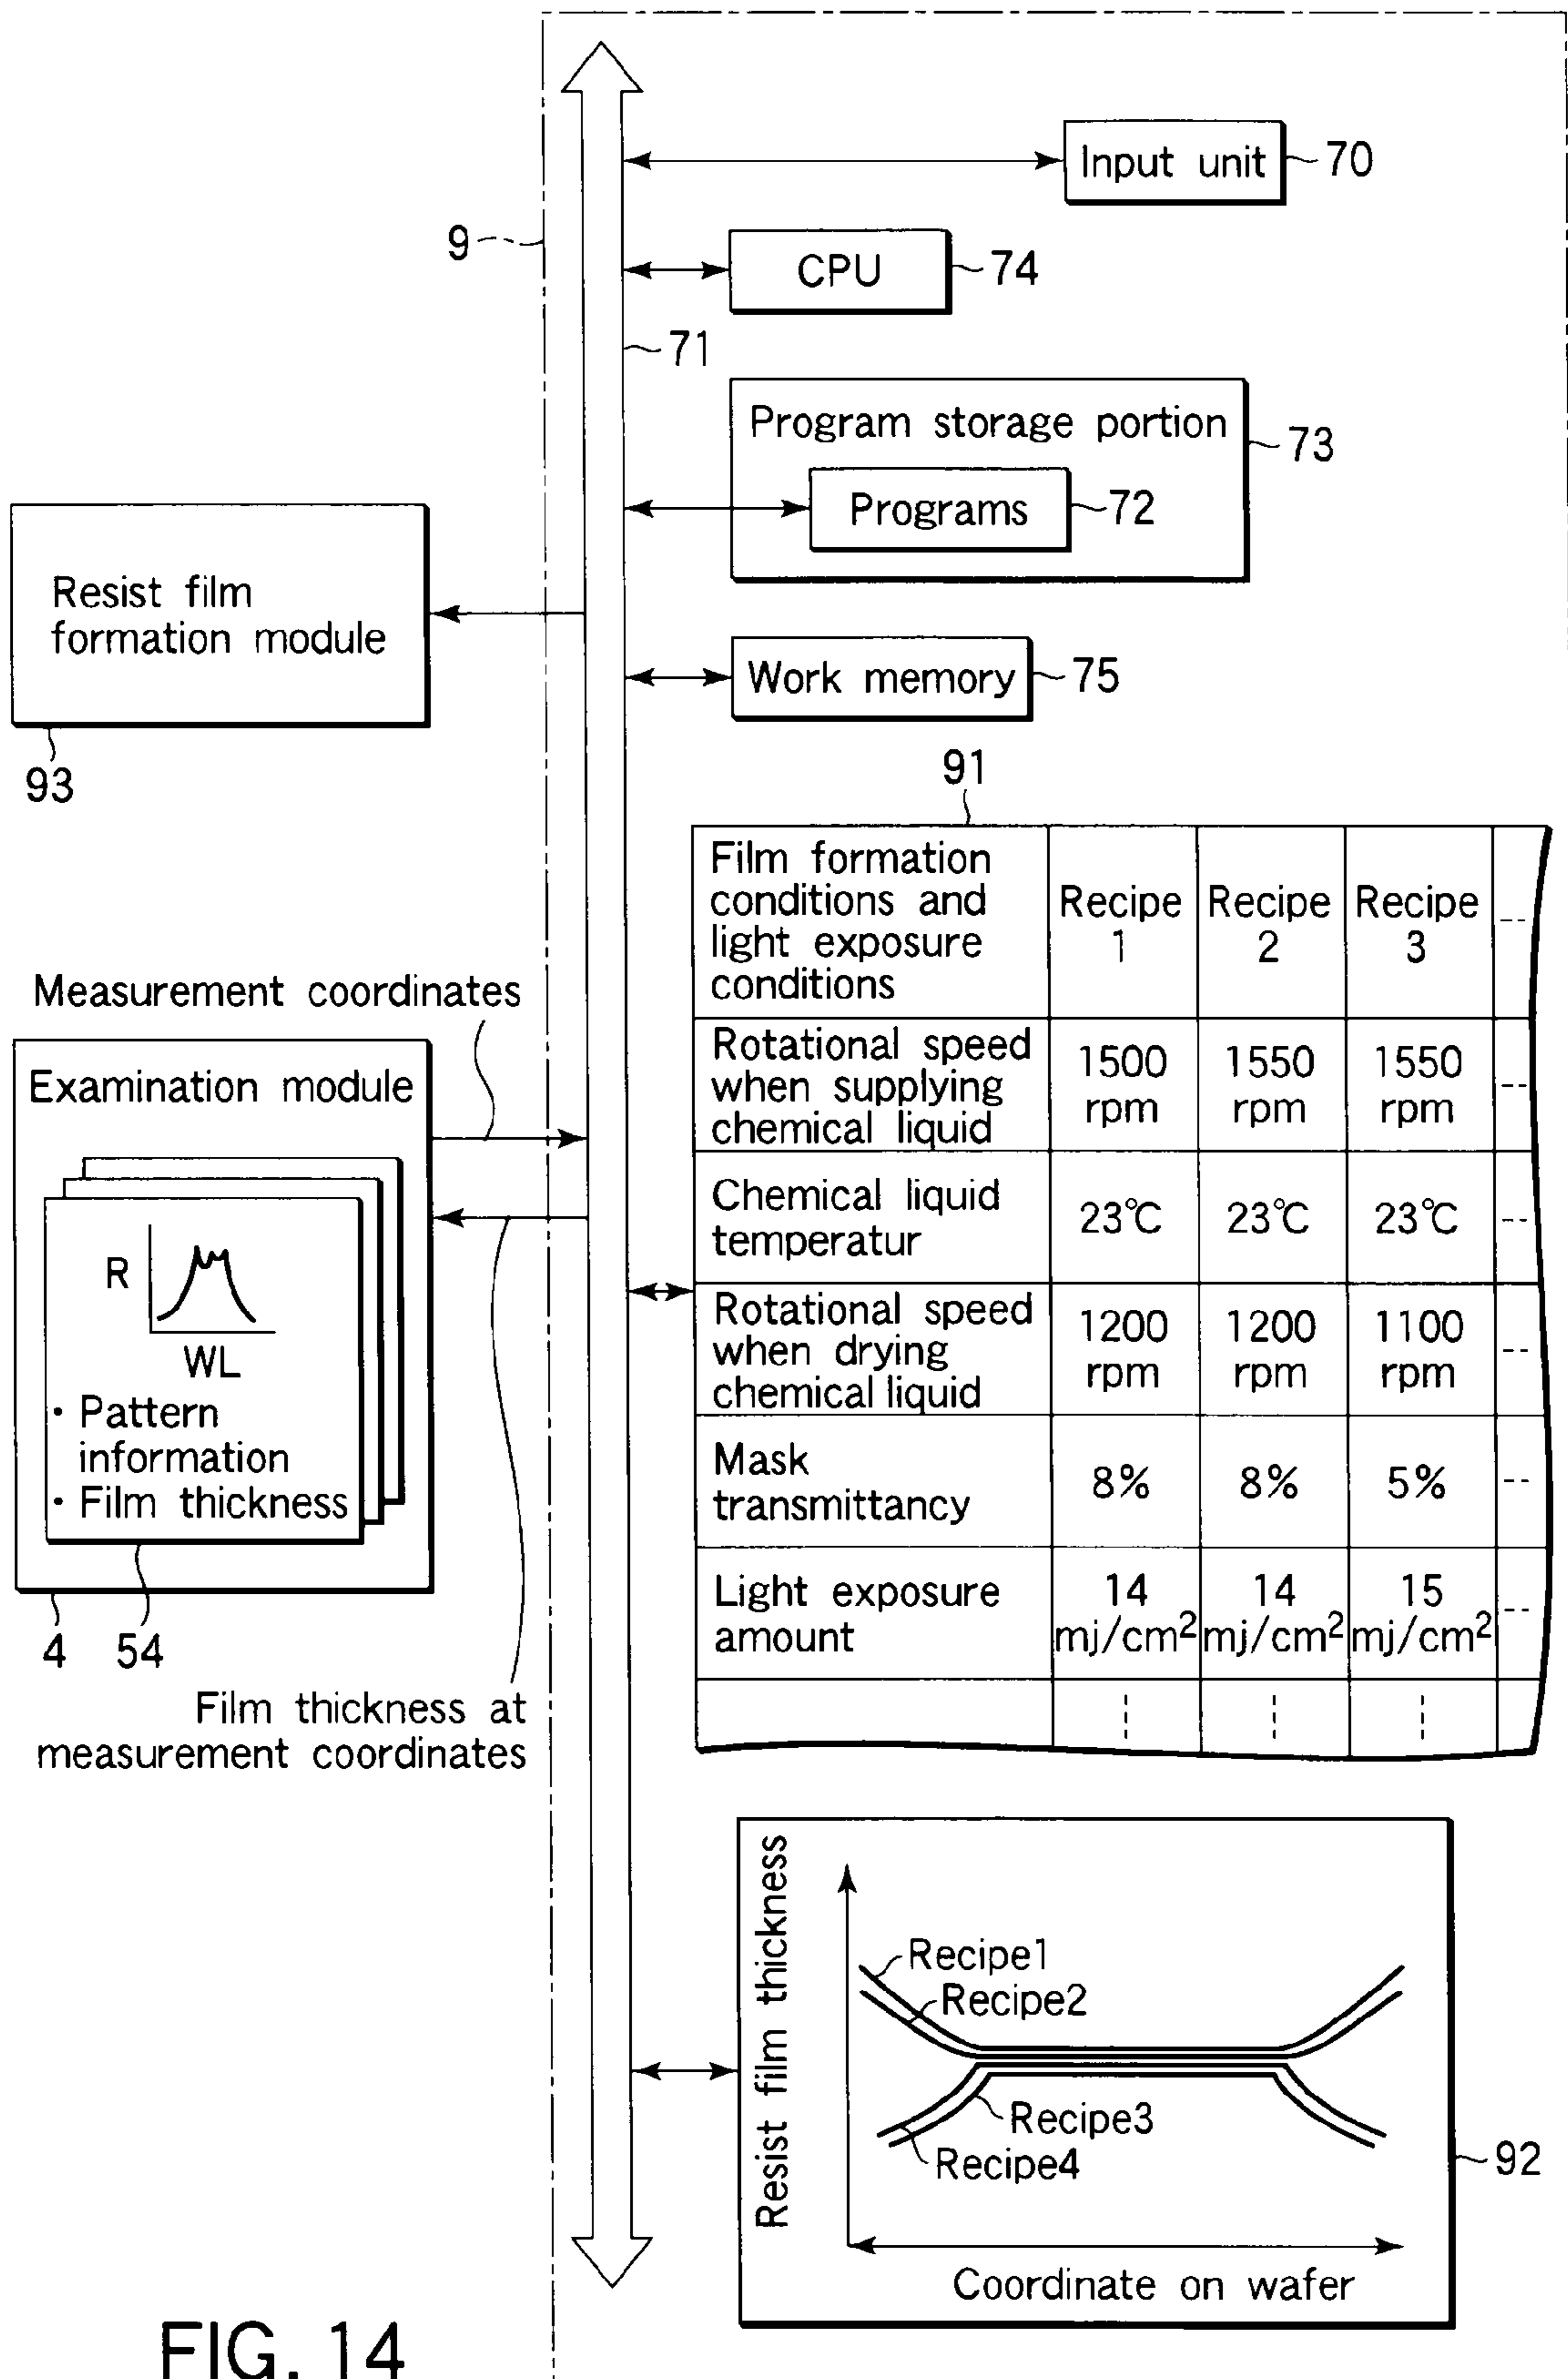 Input unit
70
9
CPU
74
71
Program storage portion
73
Programs
72
Resist film
formation module
93
Work memory
75
91
Film formation
conditions and
light exposure
conditions
Recipe
1
Recipe
2
Recipe
3
Rotational speed
when supplying
chemical liquid
1500
rpm
1550
rpm
1550
rpm
Chemical liquid
temperatur
23℃
23℃
23℃
Rotational speed
when drying
chemical liquid
1200
rpm
1200
rpm
1100
rpm
Mask
transmittancy
8%
8%
5%
Light exposure
amount
14
mj/cm²
14
mj/cm²
15
mj/cm²
Measurement coordinates
Examination module
R
WL
· Pattern
information
· Film thickness
4
54
Film thickness at
measurement coordinates
Resist film thickness
Recipe1
Recipe2
Recipe3
Recipe4
92
Coordinate on wafer
FIG. 14